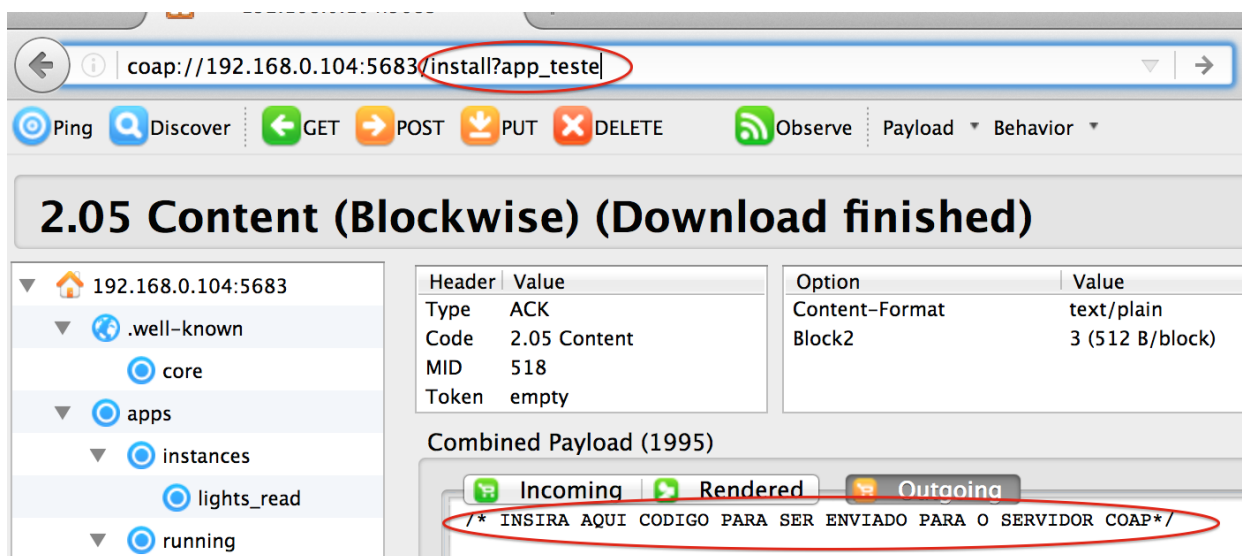 coap://192.168.0.104:5683/install?app_teste
Ping Discover GET POST PUT DELETE Observe Payload Behavior
2.05 Content (Blockwise) (Download finished)
192.168.0.104:5683
.well-known
core
apps
instances
lights_read
running
Header Value
Type ACK
Code 2.05 Content
MID 518
Token empty
Option Value
Content-Format text/plain
Block2 3 (512 B/block)
Combined Payload (1995)
Incoming Rendered Outgoing
/* INSIRA AQUI CODIGO PARA SER ENVIADO PARA O SERVIDOR COAP*/